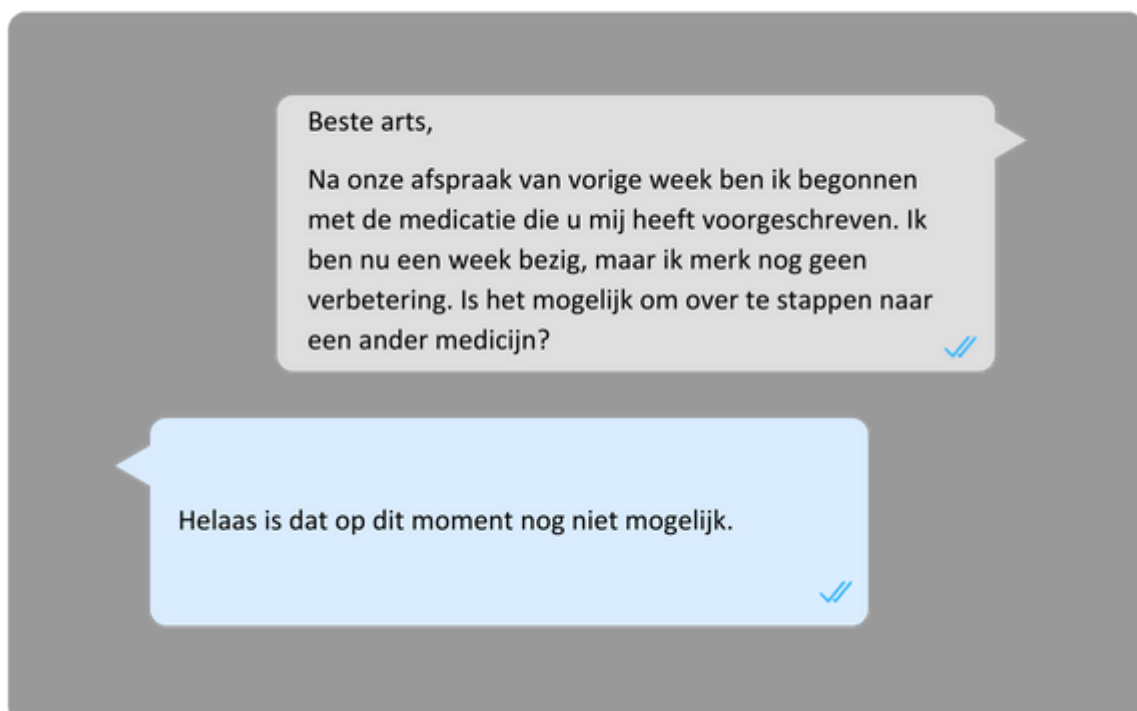 Beste arts,
Na onze afspraak van vorige week ben ik begonnen
met de medicatie die u mij heeft voorgeschreven. Ik
ben nu een week bezig, maar ik merk nog geen
verbetering. Is het mogelijk om over te stappen naar
een ander medicijn?
Helaas is dat op dit moment nog niet mogelijk.